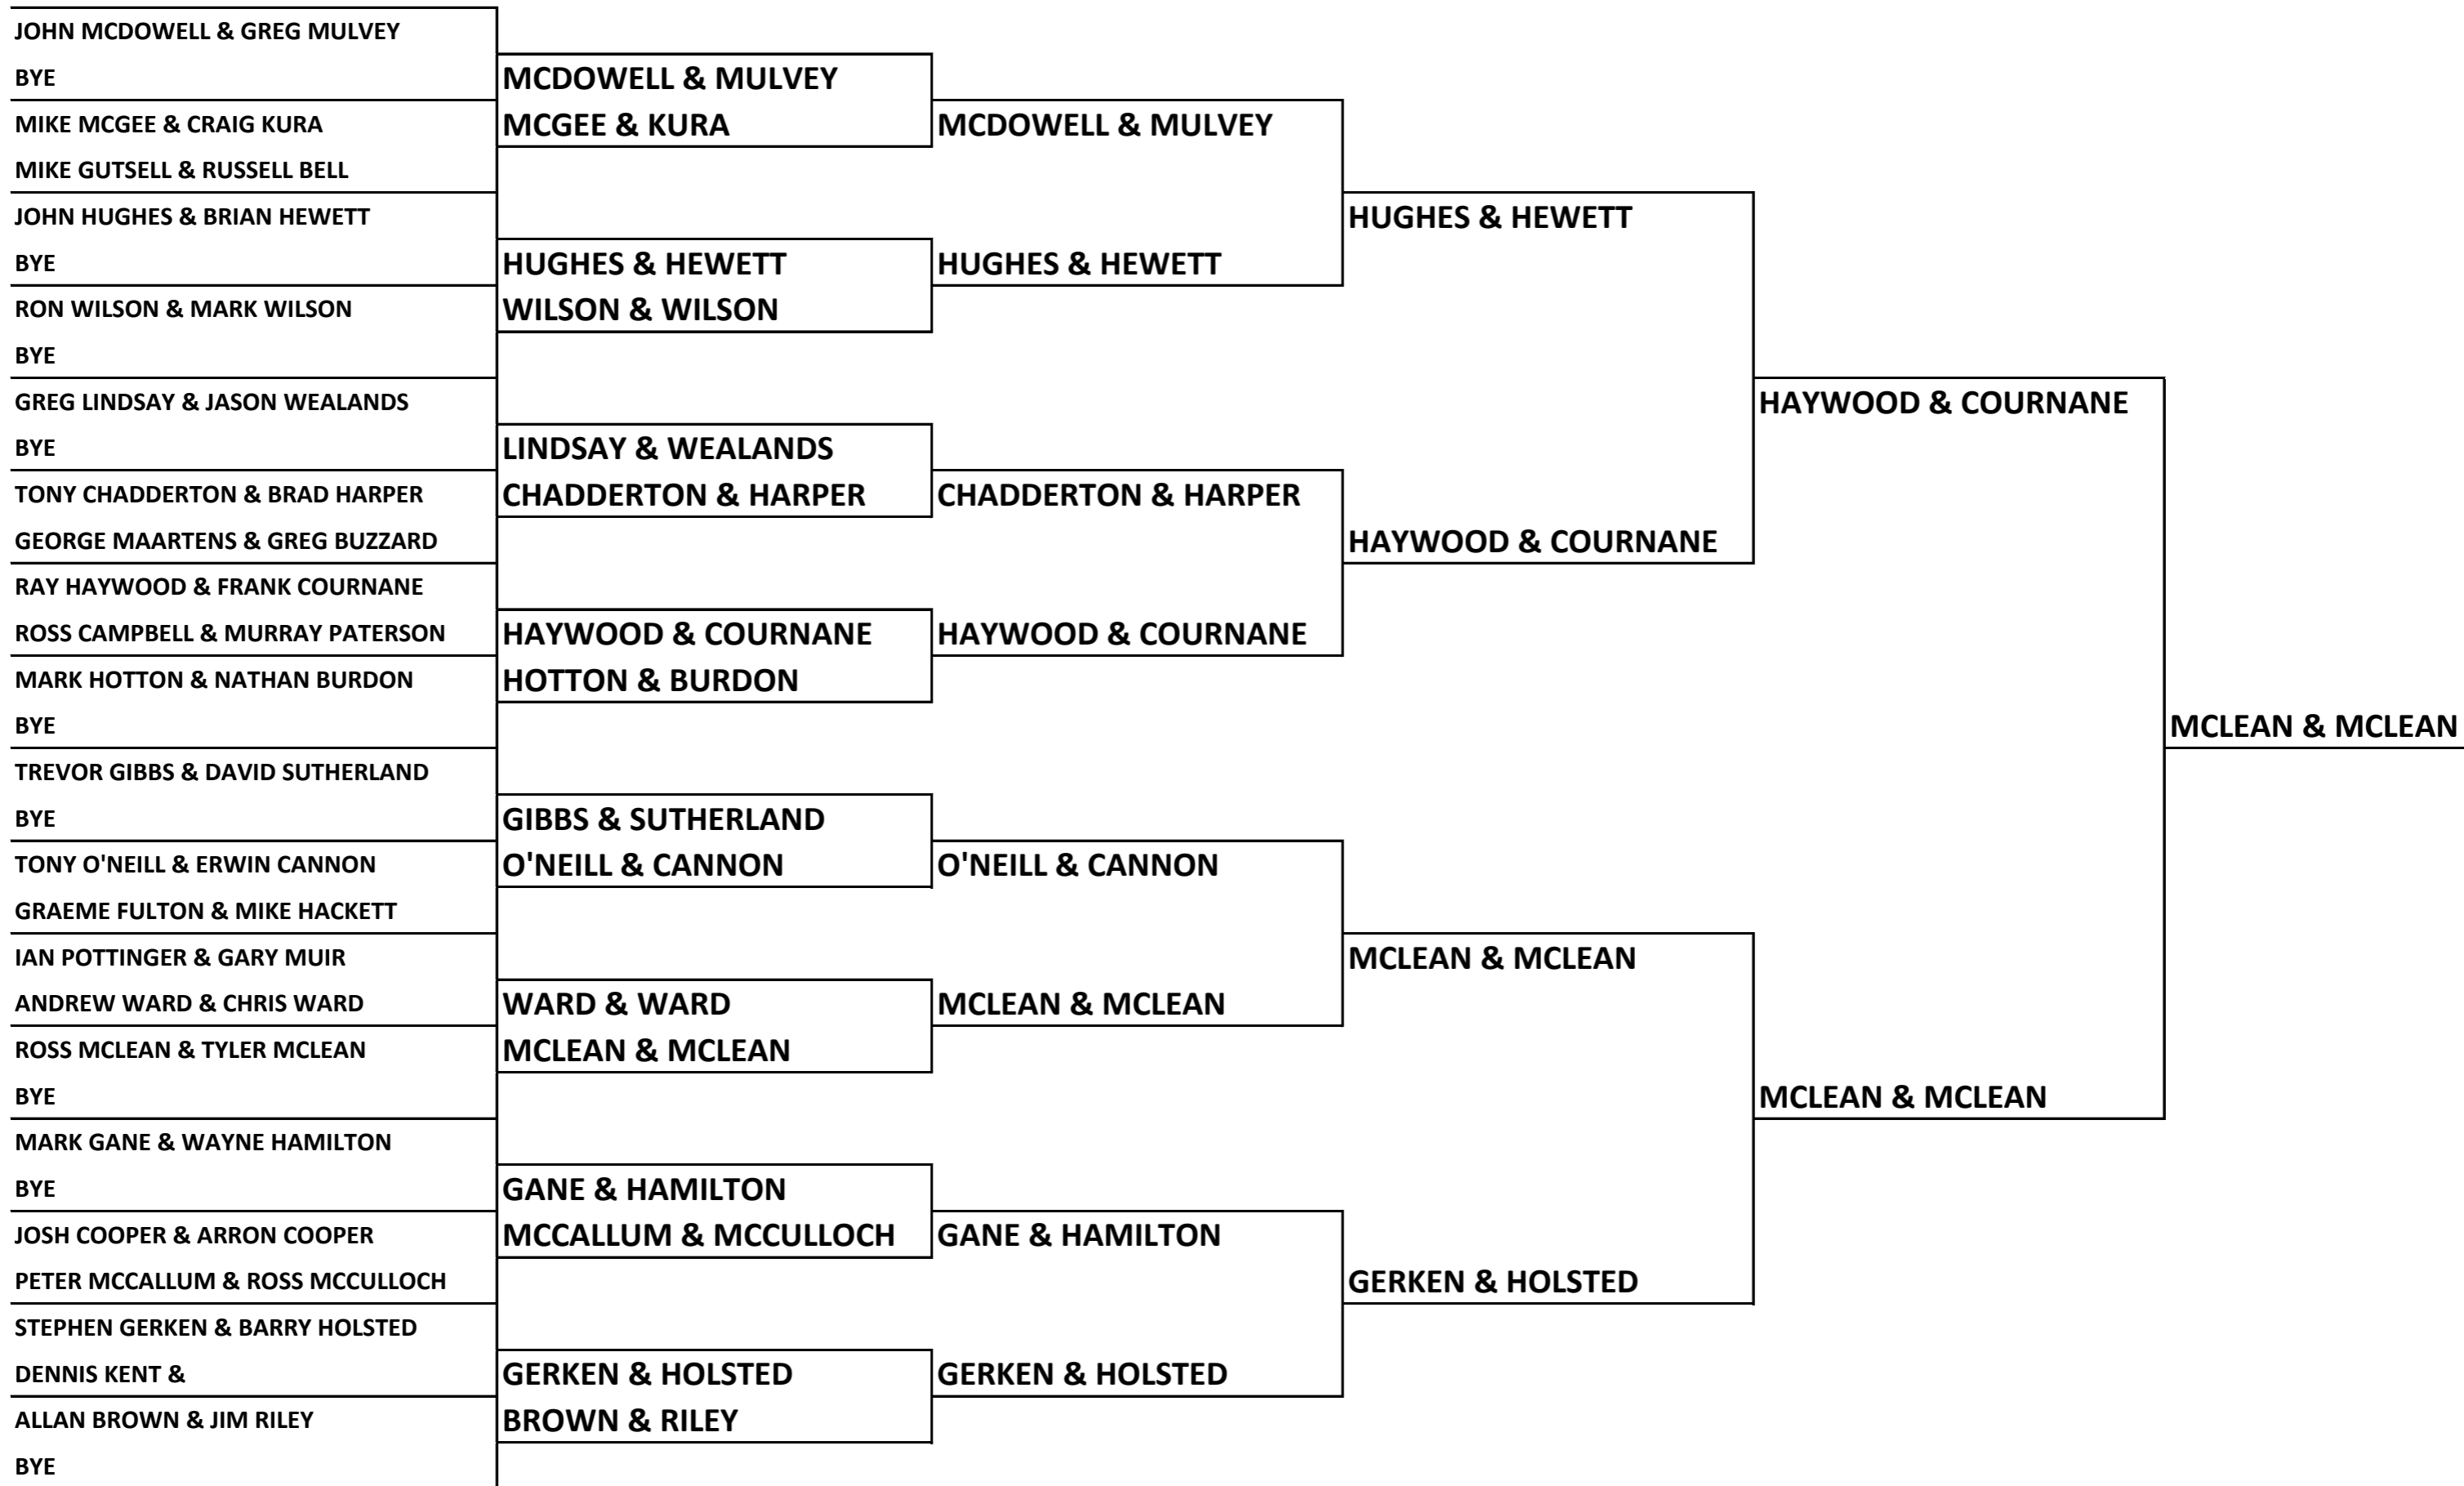 JOHN MCDOWELL & GREG MULVEY
BYE
MIKE MCGEE & CRAIG KURA
MIKE GUTSELL & RUSSELL BELL
JOHN HUGHES & BRIAN HEWETT
BYE
RON WILSON & MARK WILSON
BYE
GREG LINDSAY & JASON WEALANDS
BYE
TONY CHADDERTON & BRAD HARPER
GEORGE MAARTENS & GREG BUZZARD
RAY HAYWOOD & FRANK COURNANE
ROSS CAMPBELL & MURRAY PATERSON
MARK HOTTON & NATHAN BURDON
BYE
TREVOR GIBBS & DAVID SUTHERLAND
BYE
TONY O'NEILL & ERWIN CANNON
GRAEME FULTON & MIKE HACKETT
IAN POTTINGER & GARY MUIR
ANDREW WARD & CHRIS WARD
ROSS MCLEAN & TYLER MCLEAN
BYE
MARK GANE & WAYNE HAMILTON
BYE
JOSH COOPER & ARRON COOPER
PETER MCCALLUM & ROSS MCCULLOCH
STEPHEN GERKEN & BARRY HOLSTED
DENNIS KENT &
ALLAN BROWN & JIM RILEY
BYE
MCDOWELL & MULVEY
MCGEE & KURA
HUGHES & HEWETT
WILSON & WILSON
LINDSAY & WEALANDS
CHADDERTON & HARPER
HAYWOOD & COURNANE
HOTTON & BURDON
GIBBS & SUTHERLAND
O'NEILL & CANNON
WARD & WARD
MCLEAN & MCLEAN
GANE & HAMILTON
MCCALLUM & MCCULLOCH
GERKEN & HOLSTED
BROWN & RILEY
MCDOWELL & MULVEY
HUGHES & HEWETT
CHADDERTON & HARPER
HAYWOOD & COURNANE
O'NEILL & CANNON
MCLEAN & MCLEAN
GANE & HAMILTON
GERKEN & HOLSTED
HUGHES & HEWETT
HAYWOOD & COURNANE
MCLEAN & MCLEAN
GERKEN & HOLSTED
HAYWOOD & COURNANE
MCLEAN & MCLEAN
MCLEAN & MCLEAN